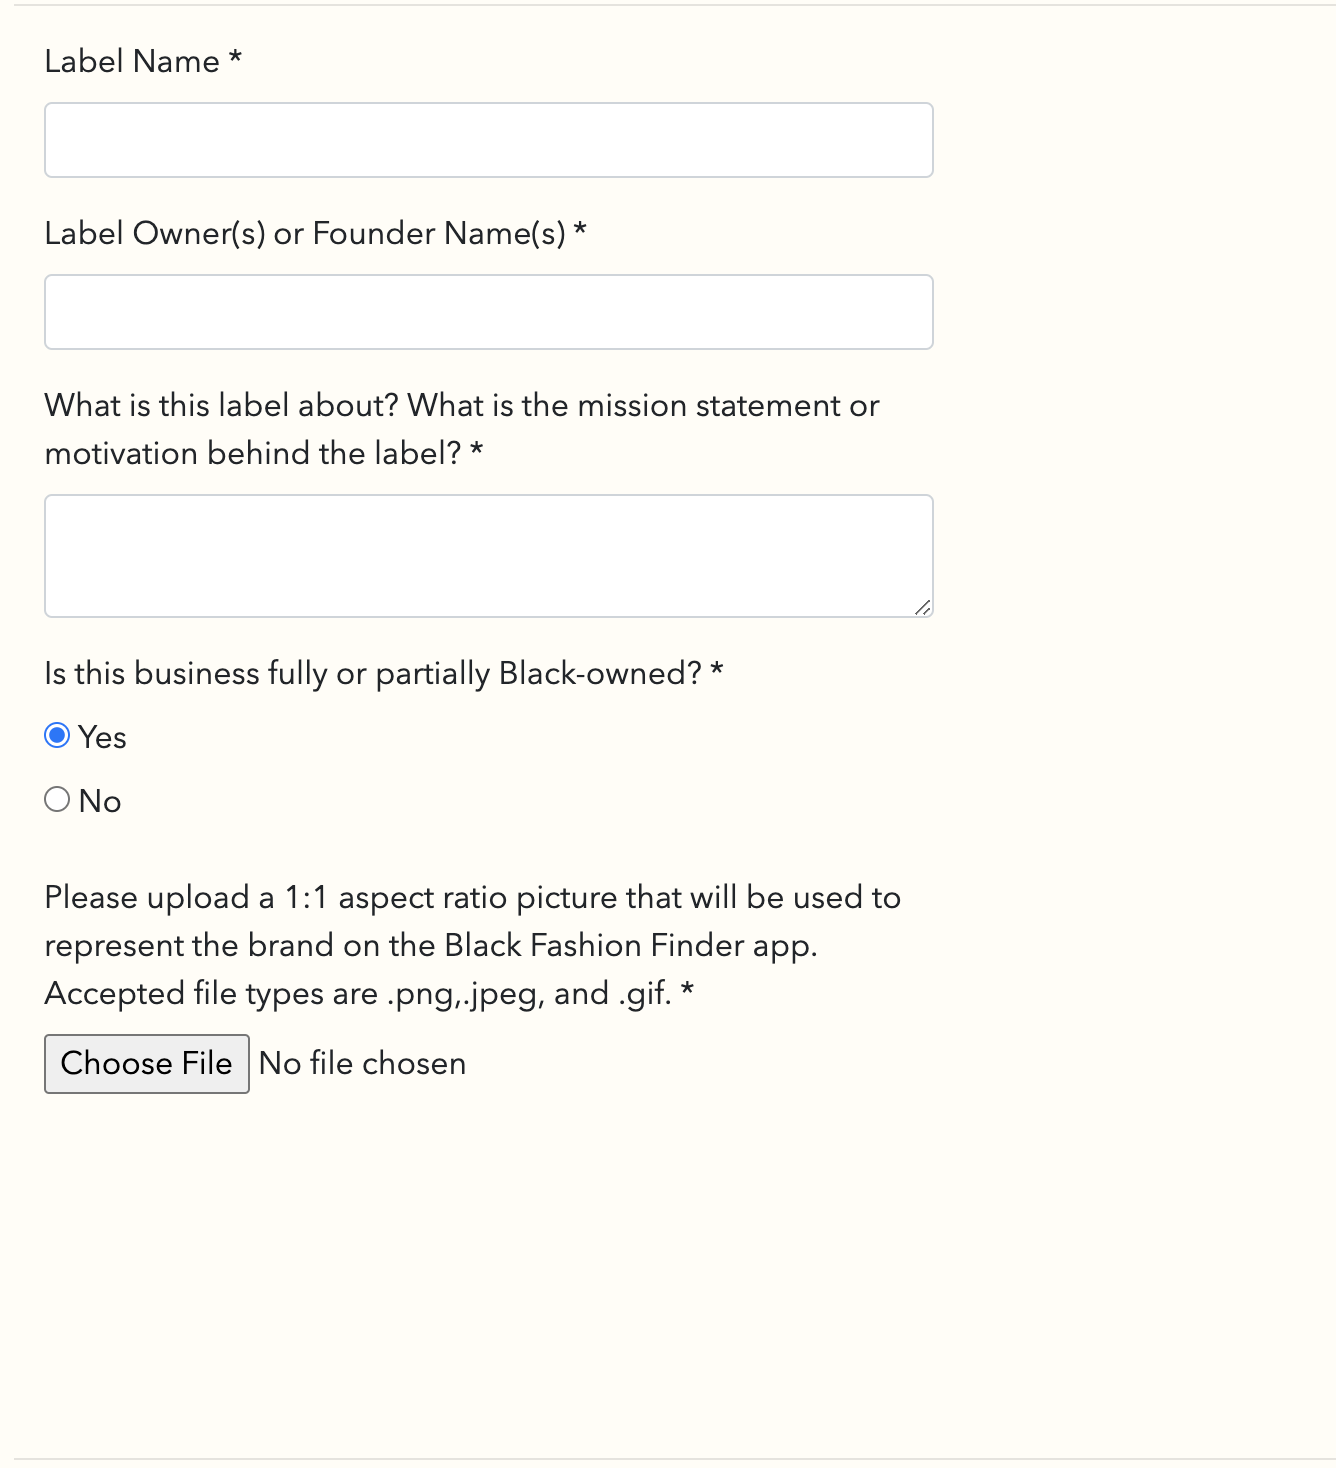 Label Name *
Label Owner(s) or Founder Name(s) *
What is this label about? What is the mission statement or
motivation behind the label? *
Is this business fully or partially Black-owned? *
Yes
No
Please upload a 1:1 aspect ratio picture that will be used to
represent the brand on the Black Fashion Finder app.
Accepted file types are .png,.jpeg, and .gif. *
Choose File No file chosen